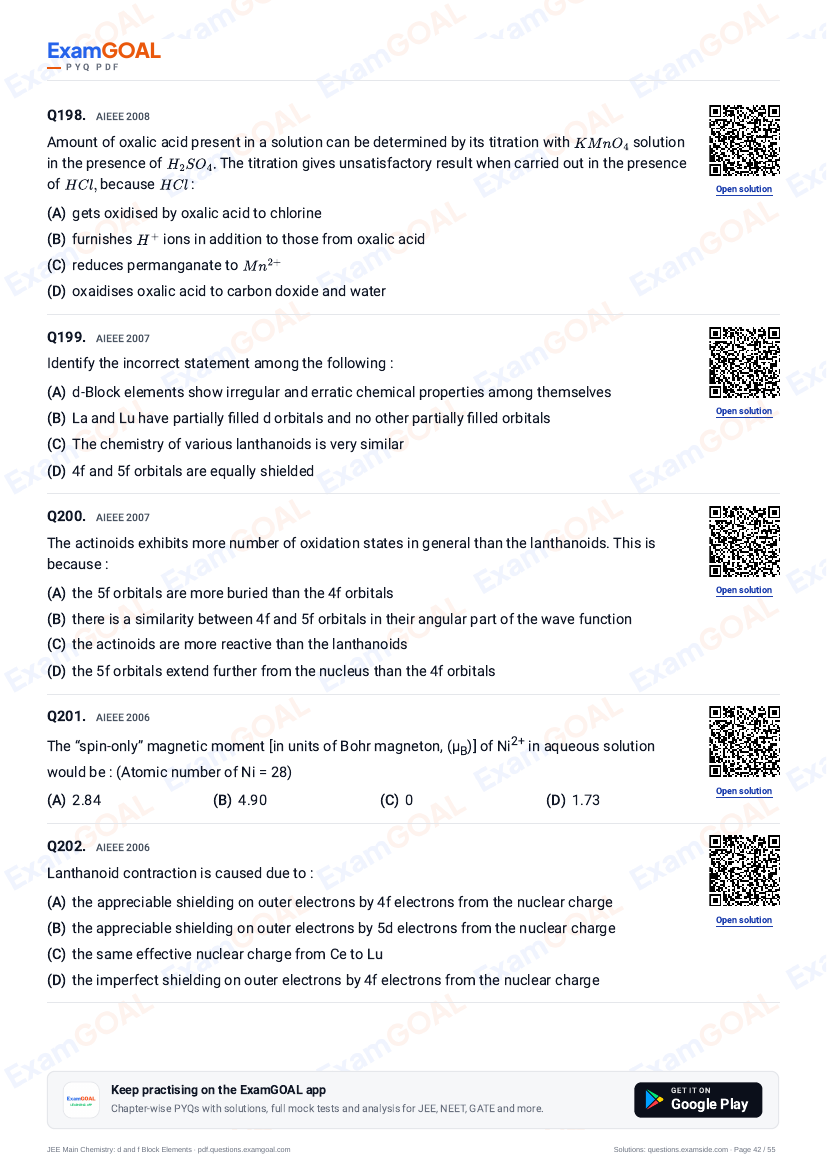 ExamGOAL
PYQ PDF
Q198. AIEEE 2008
Amount of oxalic acid present in a solution can be determined by its titration with KMnO₄ solution
in the presence of H₂SO₄. The titration gives unsatisfactory result when carried out in the presence
of HCl, because HCl :
(A) gets oxidised by oxalic acid to chlorine
(B) furnishes H⁺ ions in addition to those from oxalic acid
(C) reduces permanganate to Mn²⁺
(D) oxaidises oxalic acid to carbon doxide and water
Open solution
Q199. AIEEE 2007
Identify the incorrect statement among the following :
(A) d-Block elements show irregular and erratic chemical properties among themselves
(B) La and Lu have partially filled d orbitals and no other partially filled orbitals
(C) The chemistry of various lanthanoids is very similar
(D) 4f and 5f orbitals are equally shielded
Open solution
Q200. AIEEE 2007
The actinoids exhibits more number of oxidation states in general than the lanthanoids. This is
because :
(A) the 5f orbitals are more buried than the 4f orbitals
(B) there is a similarity between 4f and 5f orbitals in their angular part of the wave function
(C) the actinoids are more reactive than the lanthanoids
(D) the 5f orbitals extend further from the nucleus than the 4f orbitals
Open solution
Q201. AIEEE 2006
The “spin-only” magnetic moment [in units of Bohr magneton, (μ_B)] of Ni²⁺ in aqueous solution
would be : (Atomic number of Ni = 28)
(A) 2.84 (B) 4.90 (C) 0 (D) 1.73
Open solution
Q202. AIEEE 2006
Lanthanoid contraction is caused due to :
(A) the appreciable shielding on outer electrons by 4f electrons from the nuclear charge
(B) the appreciable shielding on outer electrons by 5d electrons from the nuclear charge
(C) the same effective nuclear charge from Ce to Lu
(D) the imperfect shielding on outer electrons by 4f electrons from the nuclear charge
Open solution
ExamGOAL
Keep practising on the ExamGOAL app
Chapter-wise PYQs with solutions, full mock tests and analysis for JEE, NEET, GATE and more.
GET IT ON
Google Play
JEE Main Chemistry: d and f Block Elements · pdf.questions.examgoal.com
Solutions: questions.examside.com · Page 42 / 55